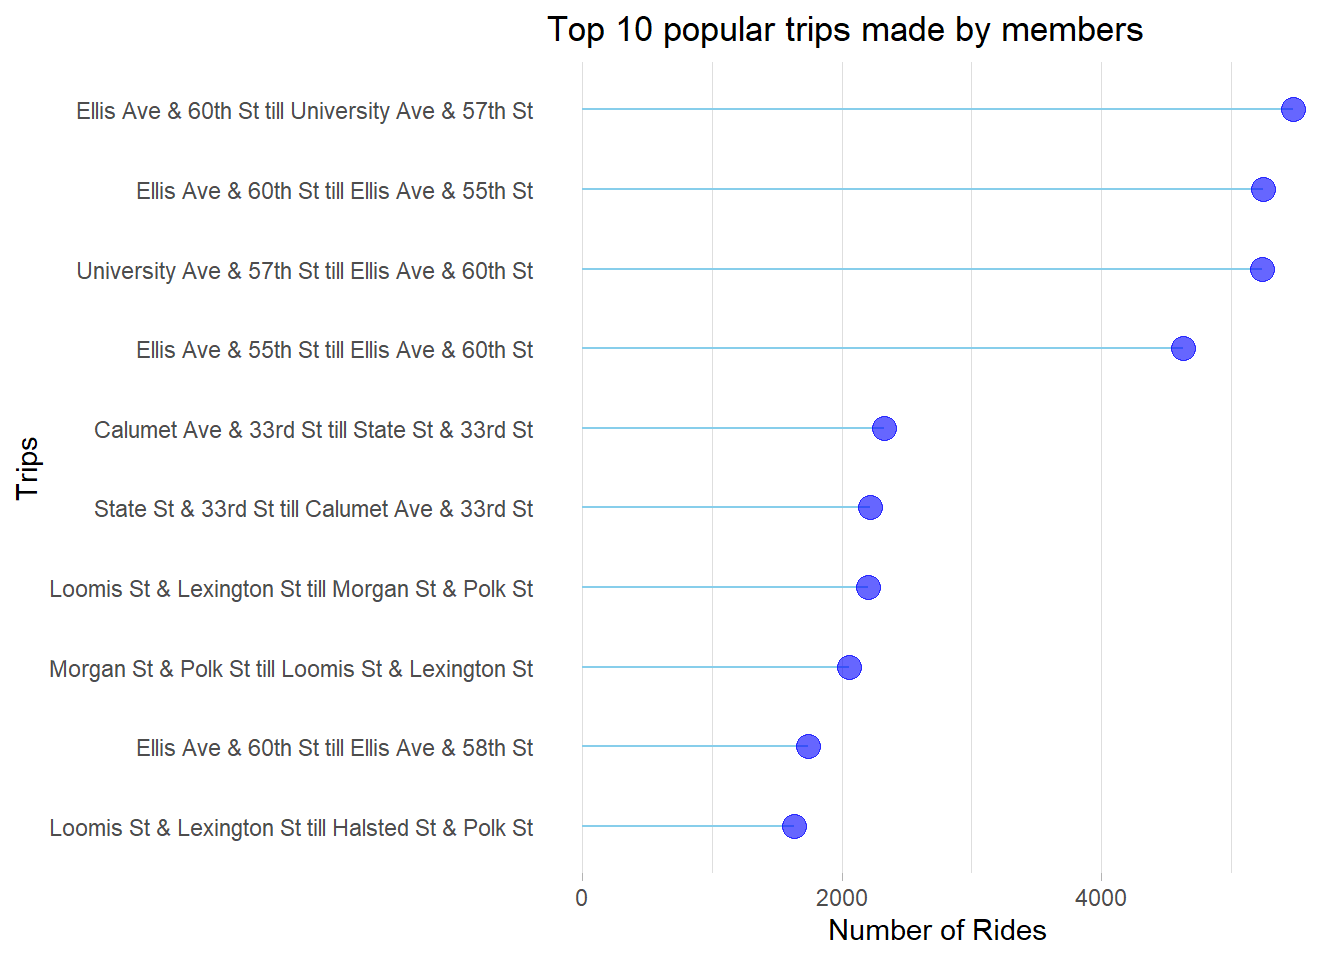 Top 10 popular trips made by members
Ellis Ave & 60th St till University Ave & 57th St
Ellis Ave & 60th St till Ellis Ave & 55th St
University Ave & 57th St till Ellis Ave & 60th St
Ellis Ave & 55th St till Ellis Ave & 60th St
Calumet Ave & 33rd St till State St & 33rd St
State St & 33rd St till Calumet Ave & 33rd St
Loomis St & Lexington St till Morgan St & Polk St
Morgan St & Polk St till Loomis St & Lexington St
Ellis Ave & 60th St till Ellis Ave & 58th St
Loomis St & Lexington St till Halsted St & Polk St
Trips
0 2000 4000
Number of Rides